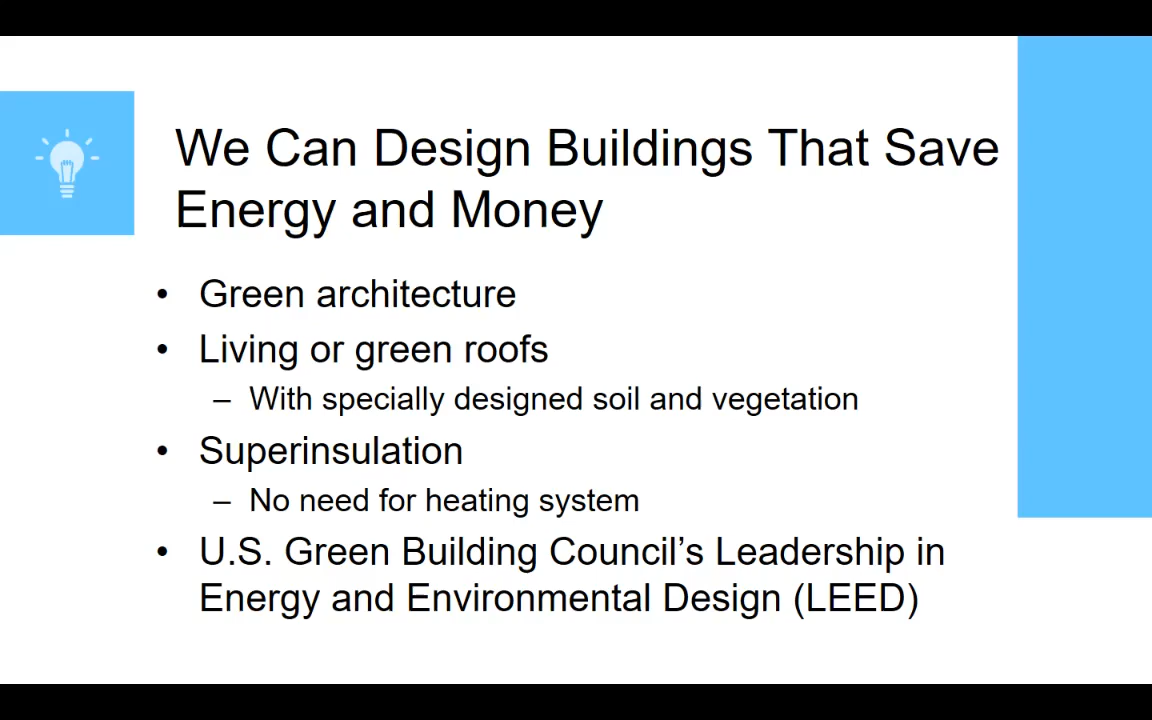 We Can Design Buildings That Save
Energy and Money
• Green architecture
• Living or green roofs
– With specially designed soil and vegetation
• Superinsulation
– No need for heating system
• U.S. Green Building Council’s Leadership in
Energy and Environmental Design (LEED)